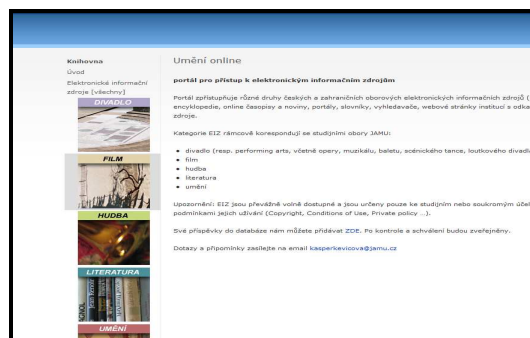 Knihovna
Úvod
Elektronické informační
zdroje [všechny]
DIVADLO
FILM
HUDBA
LITERATURA
UMĚNÍ
Umění online
portál pro přístup k elektronickým informačním zdrojům
Portál zpřístupňuje různé druhy českých a zahraničních oborových elektronických informačních zdrojů (
encyklopedie, online časopisy a noviny, portály, slovníky, vyhledavače, webové stránky institucí s odka
zdroje.
Kategorie EIZ rámcově korespondují se studijními obory JAMU:
divadlo (resp. performing arts, včetně opery, muzikálu, baletu, scénického tance, loutkového divadl
film
hudba
literatura
umění
Upozornění: EIZ jsou převážně volně dostupné a jsou určeny pouze ke studijním nebo soukromým účel
podmínkami jejich užívání (Copyright, Conditions of Use, Private policy ...).
Své příspěvky do databáze nám můžete přidávat ZDE. Po kontrole a schválení budou zveřejněny.
Dotazy a připomínky zasílejte na email kasperkevicova@jamu.cz